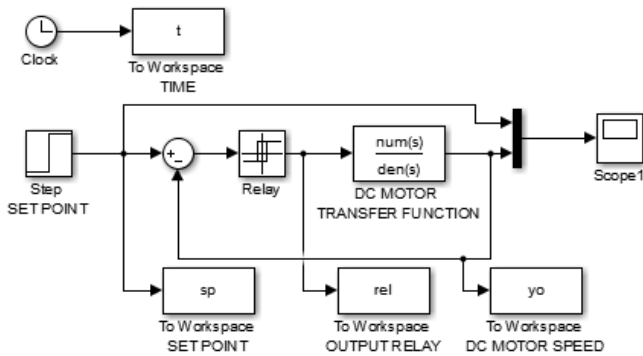 t
Clock
To Workspace
TIME
+
-
num(s)
den(s)
Step
SET POINT
Relay
DC MOTOR
TRANSFER FUNCTION
Scope1
sp
rel
yo
To Workspace
SET POINT
To Workspace
OUTPUT RELAY
To Workspace
DC MOTOR SPEED